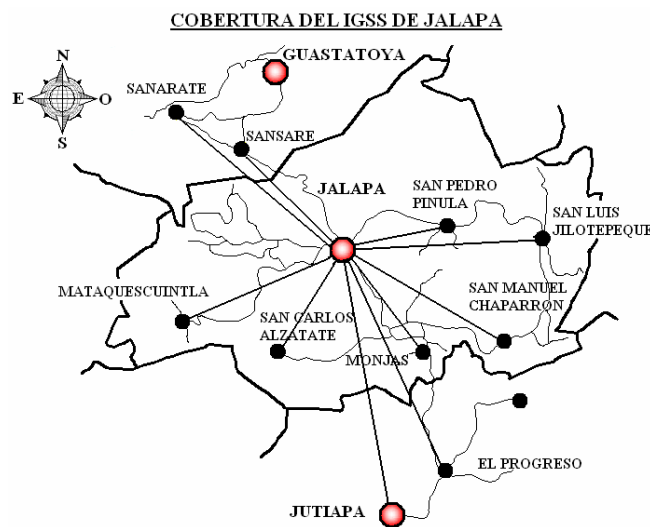 COBERTURA DEL IGSS DE JALAPA
GUASTATOYA
N
SANARATE
E
O
S
SANSARE
JALAPA
SAN PEDRO
PINULA
SAN LUIS
JILOTEPEQUE
MATAQUESCUINTLA
SAN MANUEL
CHAPARRON
SAN CARLOS
ALZATATE
MONJAS
EL PROGRESO
JUTIAPA